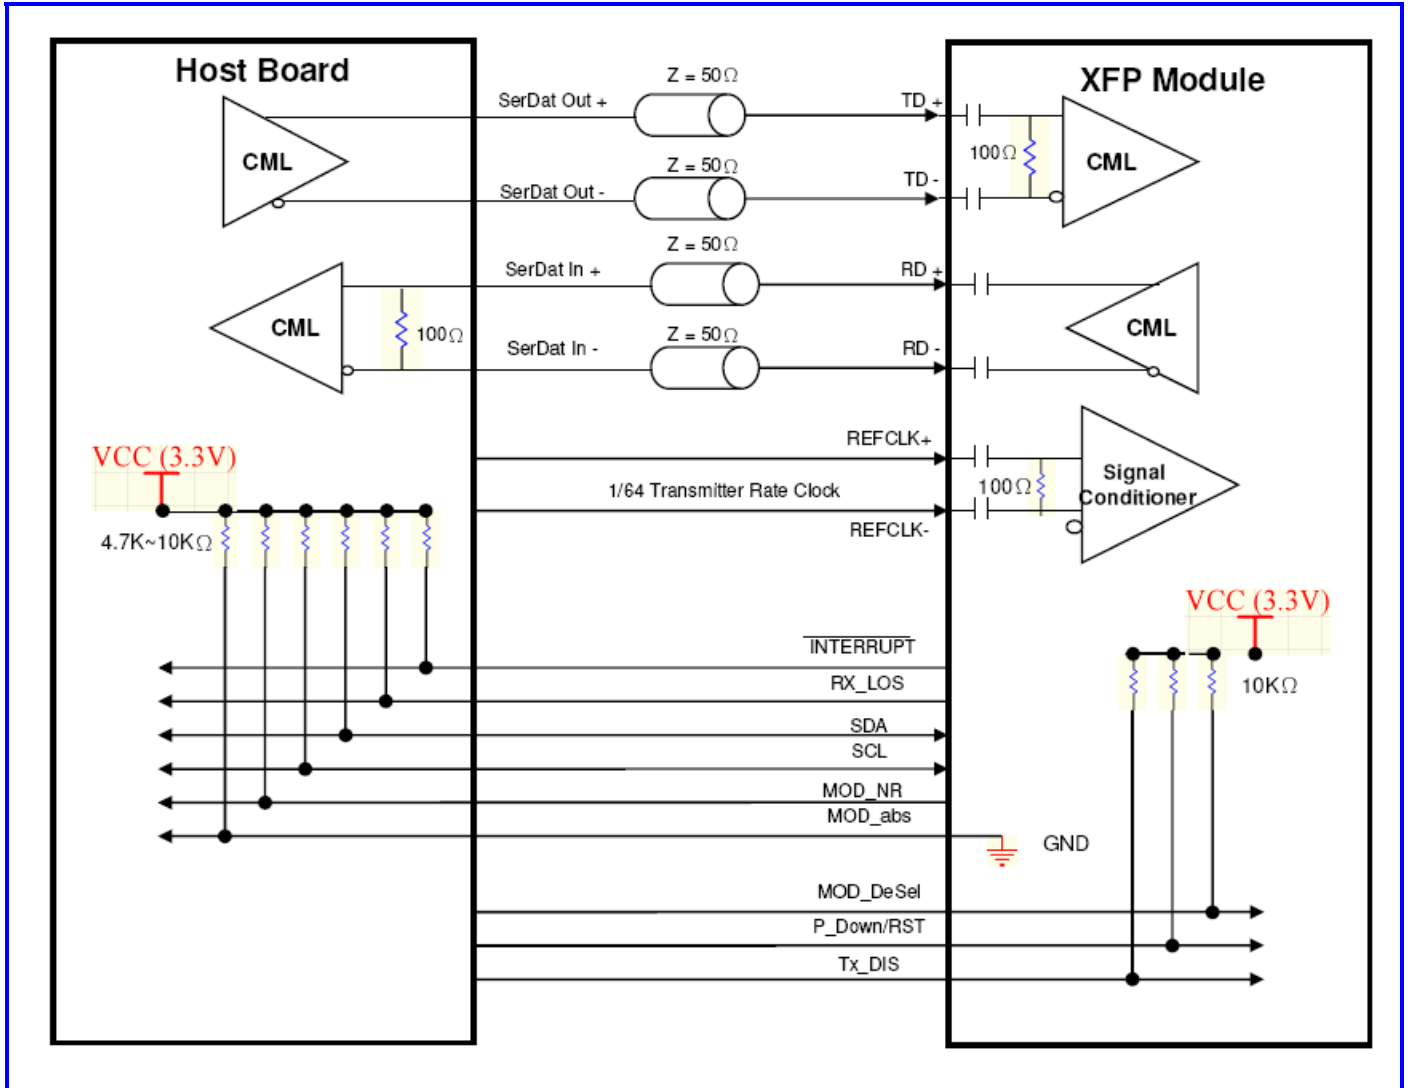 Host Board
XFP Module
Z = 50Ω
SerDat Out +
TD +
CML
100Ω
CML
Z = 50Ω
SerDat Out -
TD -
Z = 50Ω
SerDat In +
RD +
CML
100Ω
CML
Z = 50Ω
SerDat In -
RD -
VCC (3.3V)
REFCLK+
1/64 Transmitter Rate Clock
100Ω
Signal
Conditioner
REFCLK-
4.7K~10KΩ
VCC (3.3V)
10KΩ
INTERRUPT
RX_LOS
SDA
SCL
MOD_NR
MOD_abs
GND
MOD_DeSel
P_Down/RST
Tx_DIS